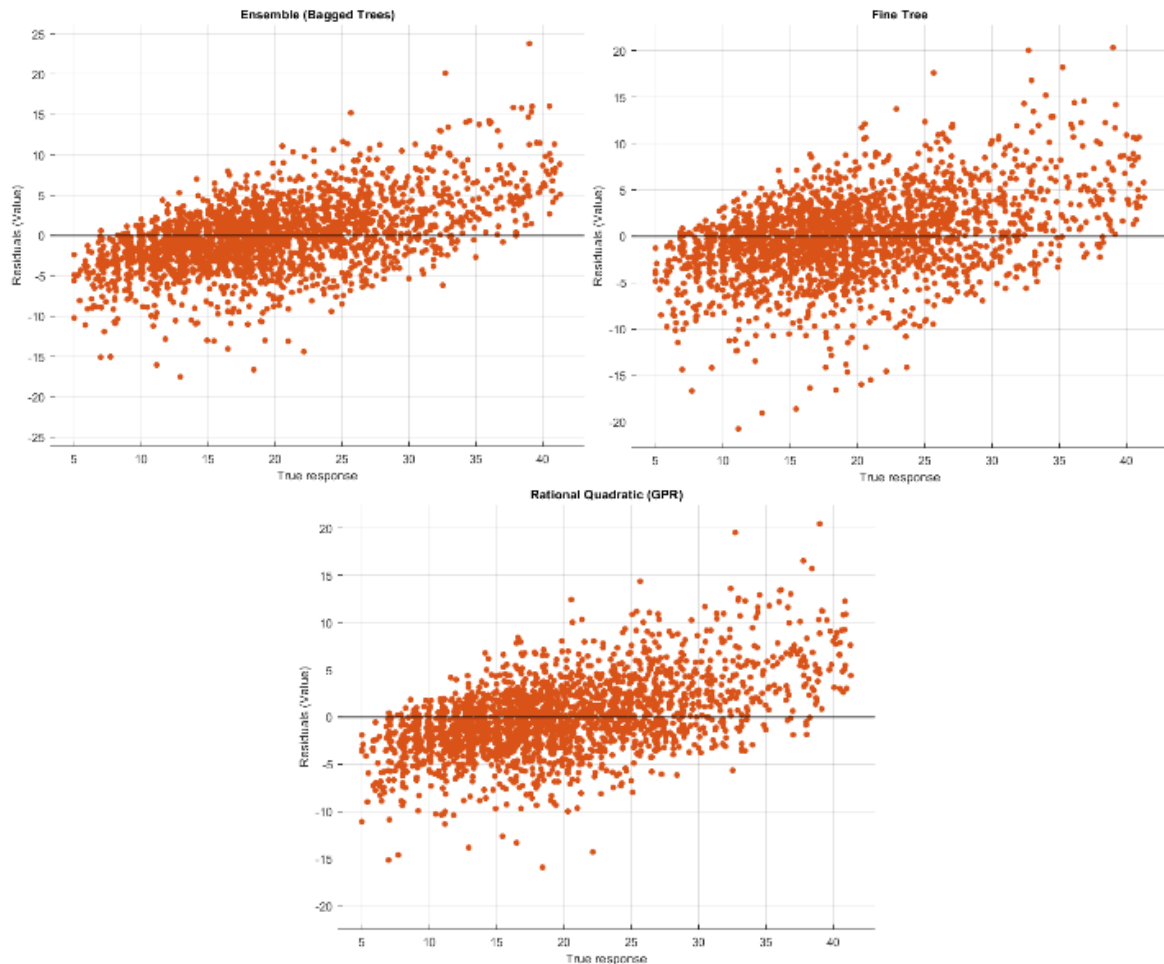 Ensemble (Bagged Trees)
25
20
15
10
5
0
-5
-10
-15
-20
-25
Residuals (Value)
5 10 15 20 25 30 35 40
True response
Fine Tree
20
15
10
5
0
-5
-10
-15
-20
Residuals (Value)
5 10 15 20 25 30 35 40
True response
Rational Quadratic (GPR)
20
15
10
5
0
-5
-10
-15
-20
Residuals (Value)
5 10 15 20 25 30 35 40
True response